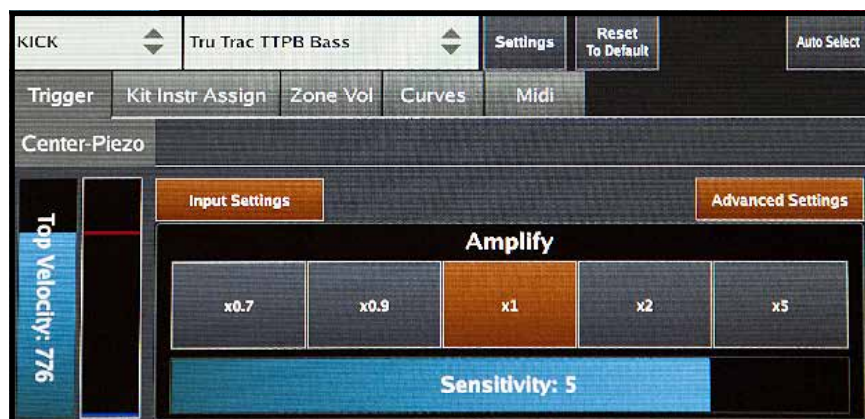 KICK
Tru Trac TTPB Bass
Settings
Reset
To Default
Auto Select
Trigger
Kit Instr Assign
Zone Vol
Curves
Midi
Center-Piezo
Top Velocity: 776
Input Settings
Advanced Settings
Amplify
x0.7
x0.9
x1
x2
x5
Sensitivity: 5